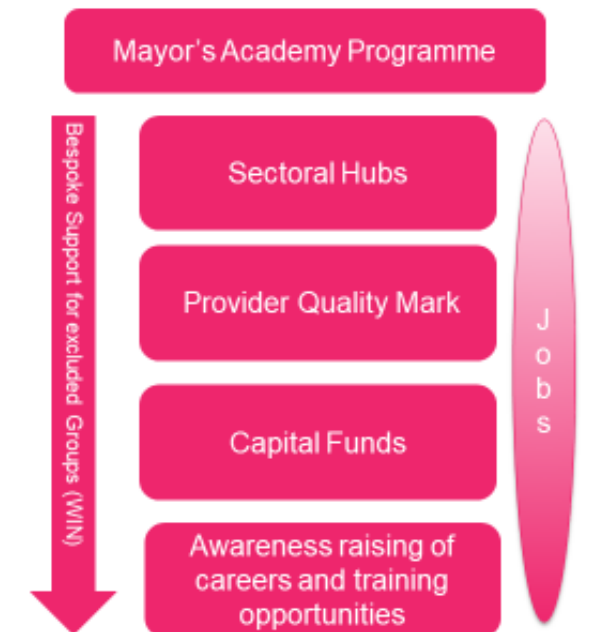 Mayor's Academy Programme
Bespoke Support for excluded Groups (WIN)
Sectoral Hubs
Provider Quality Mark
Capital Funds
Awareness raising of
careers and training
opportunities
J
o
b
s